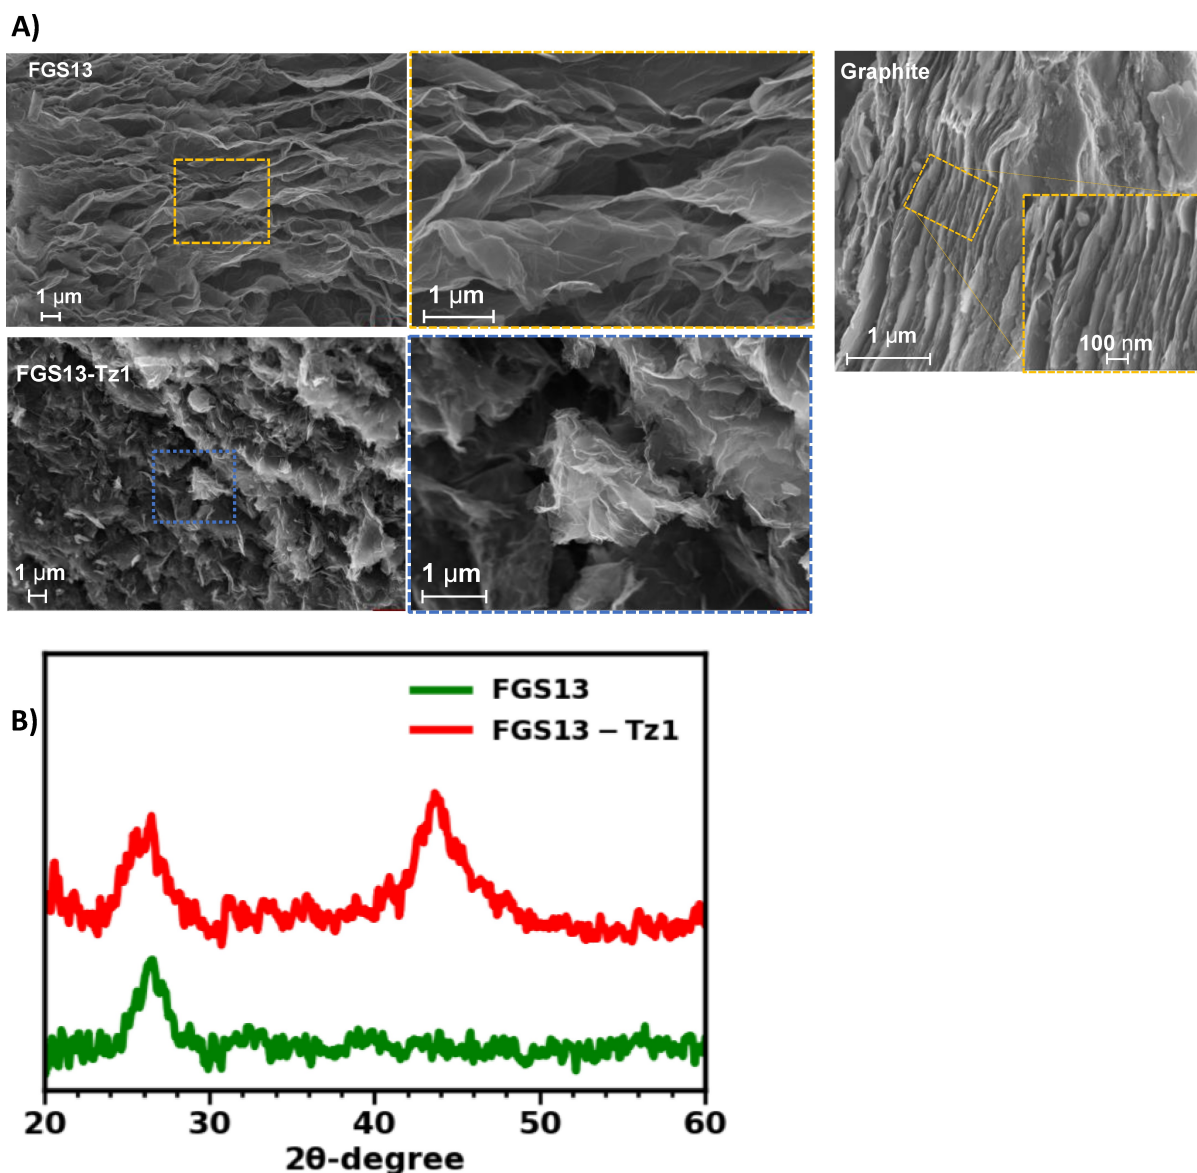 A)
FGS13
Graphite
1 µm
1 µm
1 µm
100 nm
FGS13-Tz1
1 µm
1 µm
B)
FGS13
FGS13 – Tz1
20 30 40 50 60
2θ-degree